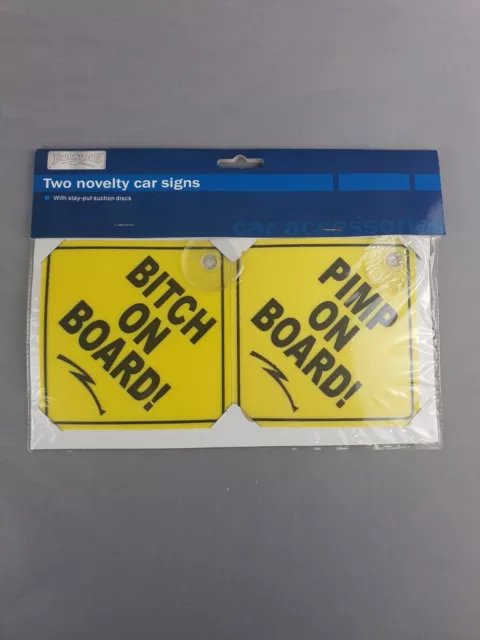 Two novelty car signs
With stay-put suction discs
BITCH
ON
BOARD!
PIMP
ON
BOARD!